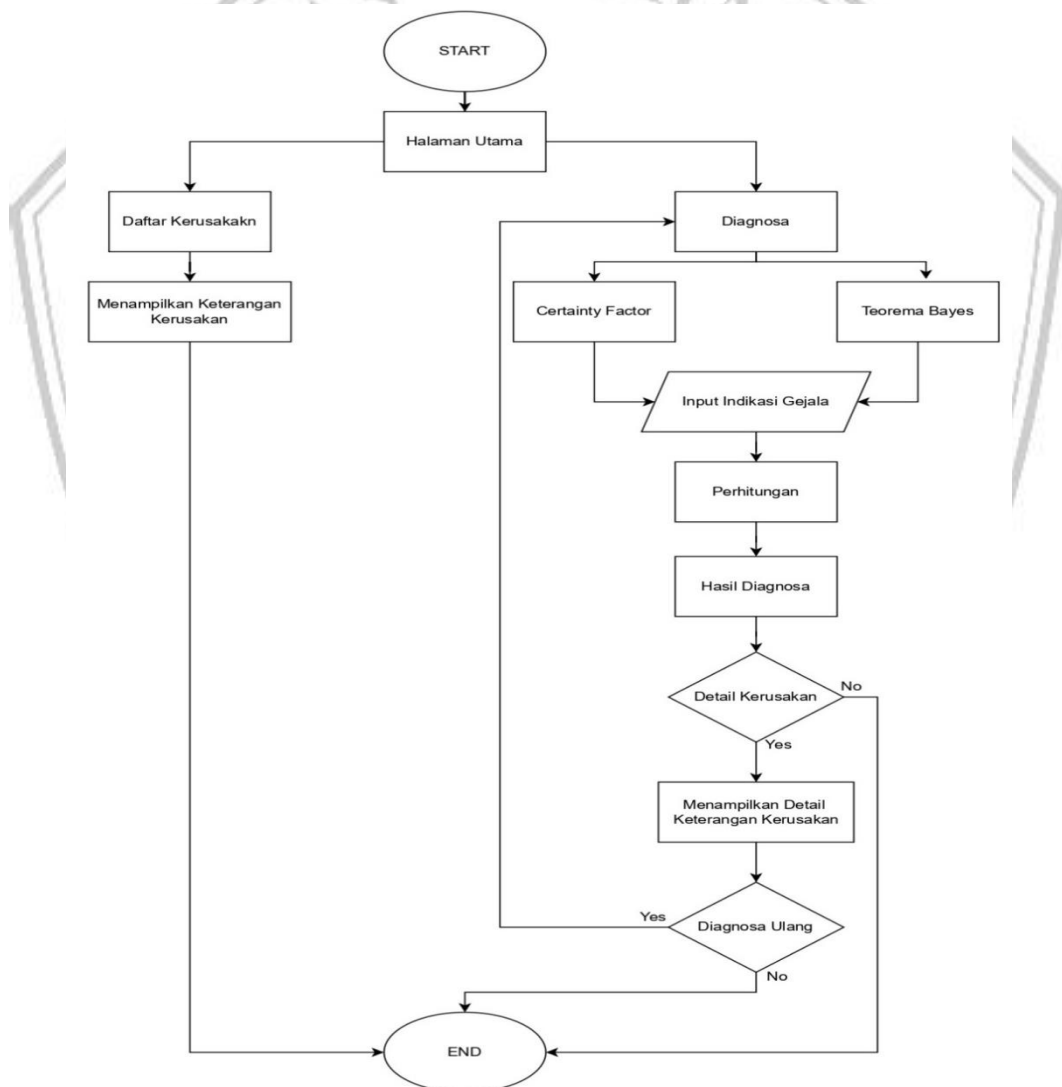 START
Halaman Utama
Daftar Kerusakakn
Diagnosa
Menampilkan Keterangan
Kerusakan
Certainty Factor
Teorema Bayes
Input Indikasi Gejala
Perhitungan
Hasil Diagnosa
Detail Kerusakan
No
Yes
Menampilkan Detail
Keterangan Kerusakan
Yes
Diagnosa Ulang
No
END